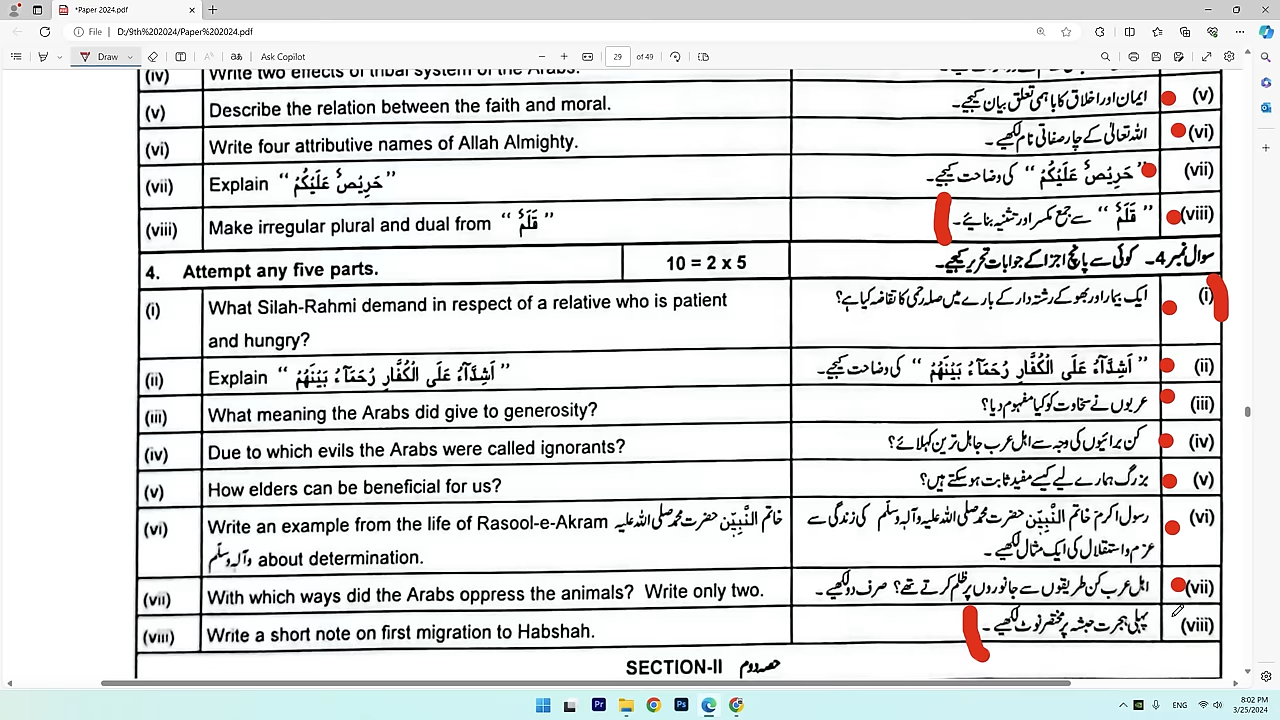 *Paper 2024.pdf
File D:/9th%202024/Paper%202024.pdf
Draw Ask Copilot 29 of 49
(iv) Write two effects of tribal system of the Arabs.
(v) Describe the relation between the faith and moral. ایمان اور اخلاق کا باہمی تعلق بیان کیجیے۔ (v)
(vi) Write four attributive names of Allah Almighty. اللہ تعالیٰ کے چار صفاتی نام لکھیے۔ (vi)
(vii) Explain “ حَرِيْصٌ عَلَيْكُمْ ” “ حَرِيْصٌ عَلَيْكُمْ ” کی وضاحت کیجیے۔ (vii)
(viii) Make irregular plural and dual from “ قَلَمٌ ” “ قَلَمٌ ” سے جمع مکسر اور تثنیہ بنائیے۔ (viii)
4. Attempt any five parts. 10 = 2 x 5 سوال نمبر 4۔ کوئی سے پانچ اجزا کے جوابات تحریر کیجیے۔
(i) What Silah-Rahmi demand in respect of a relative who is patient ایک بیمار اور بھوکے رشتہ دار کے بارے میں صلہ رحمی کا تقاضہ کیا ہے؟ (i)
and hungry?
(ii) Explain “ اَشِدَّآءُ عَلَى الْكُفَّارِ رُحَمَآءُ بَيْنَهُمْ ” “ اَشِدَّآءُ عَلَى الْكُفَّارِ رُحَمَآءُ بَيْنَهُمْ ” کی وضاحت کیجیے۔ (ii)
(iii) What meaning the Arabs did give to generosity? عربوں نے سخاوت کو کیا مفہوم دیا؟ (iii)
(iv) Due to which evils the Arabs were called ignorants? کن برائیوں کی وجہ سے اہل عرب جاہل ترین کہلائے؟ (iv)
(v) How elders can be beneficial for us? بزرگ ہمارے لیے کیسے مفید ثابت ہو سکتے ہیں؟ (v)
(vi) Write an example from the life of Rasool-e-Akram خاتم النَّبِيّٖن حضرت محمد صلی اللہ علیہ رسول اکرم خاتم النَّبِيّٖن حضرت محمد صلی اللہ علیہ وآلہٖ وسلّم کی زندگی سے (vi)
وآلہٖ وسلّم about determination. عزم و استقلال کی ایک مثال لکھیے۔
(vii) With which ways did the Arabs oppress the animals? Write only two. اہل عرب کن طریقوں سے جانوروں پر ظلم کرتے تھے؟ صرف دو لکھیے۔ (vii)
(viii) Write a short note on first migration to Habshah. پہلی ہجرت حبشہ پر مختصر نوٹ لکھیے۔ (viii)
SECTION-II حصہ دوم
ENG 8:02 PM
3/25/2024